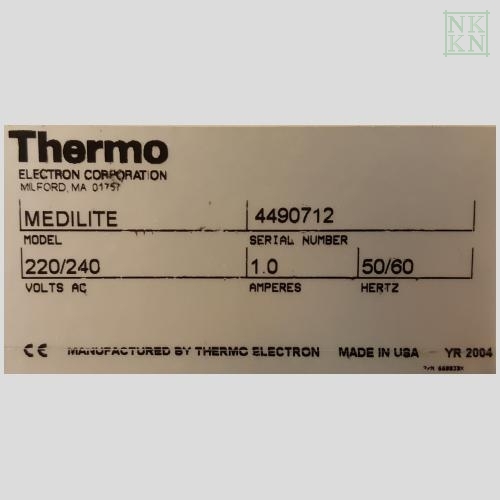 NK
KN
Thermo
ELECTRON CORPORATION
MILFORD, MA 01757
MEDILITE 4490712
MODEL SERIAL NUMBER
220/240 1.0 50/60
VOLTS AC AMPERES HERTZ
CE MANUFACTURED BY THERMO ELECTRON MADE IN USA YR 2004
P/N